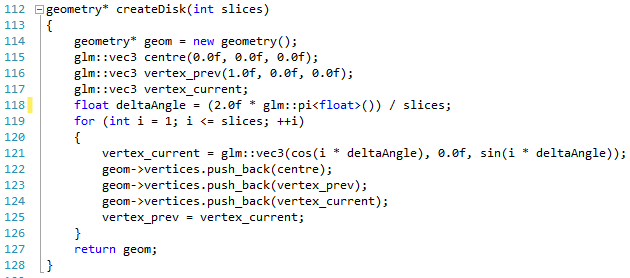 112 geometry* createDisk(int slices)
113 {
114 geometry* geom = new geometry();
115 glm::vec3 centre(0.0f, 0.0f, 0.0f);
116 glm::vec3 vertex_prev(1.0f, 0.0f, 0.0f);
117 glm::vec3 vertex_current;
118 float deltaAngle = (2.0f * glm::pi<float>()) / slices;
119 for (int i = 1; i <= slices; ++i)
120 {
121 vertex_current = glm::vec3(cos(i * deltaAngle), 0.0f, sin(i * deltaAngle));
122 geom->vertices.push_back(centre);
123 geom->vertices.push_back(vertex_prev);
124 geom->vertices.push_back(vertex_current);
125 vertex_prev = vertex_current;
126 }
127 return geom;
128 }